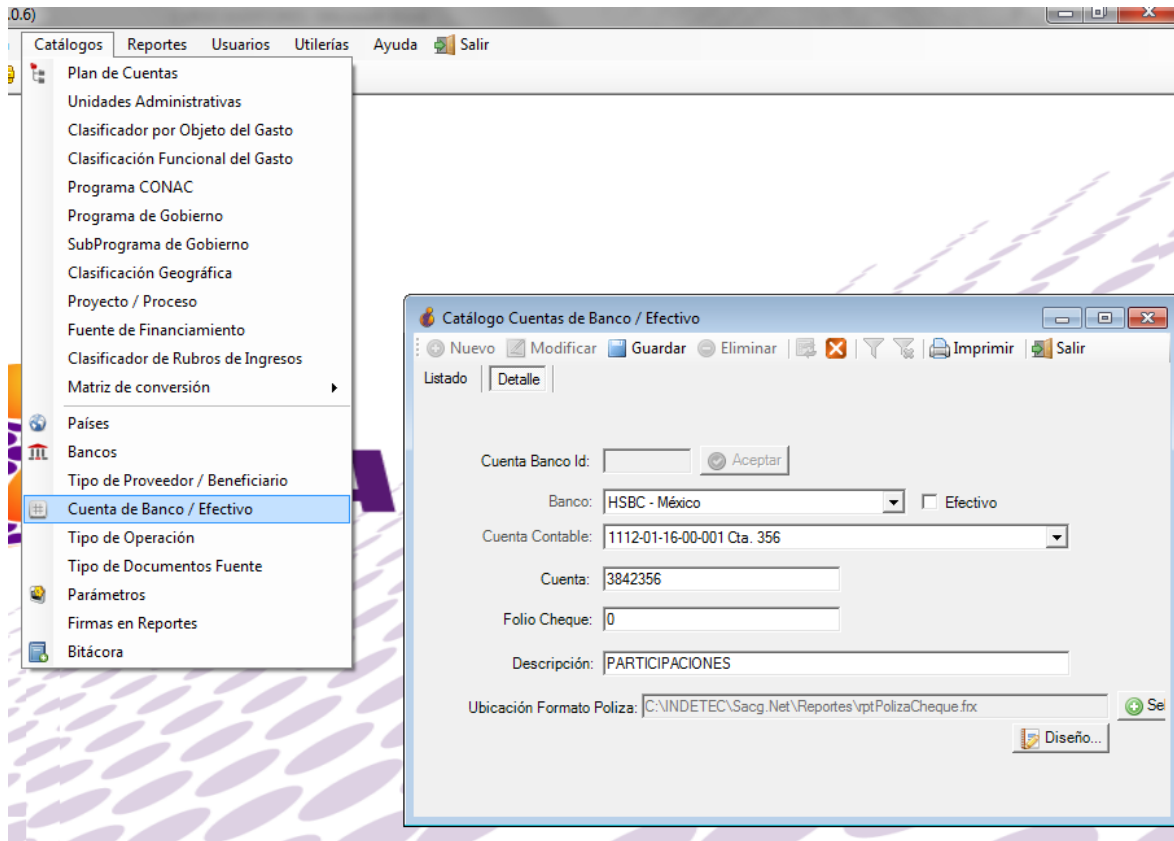 .0.6)
Catálogos Reportes Usuarios Utilerías Ayuda Salir
Plan de Cuentas
Unidades Administrativas
Clasificador por Objeto del Gasto
Clasificación Funcional del Gasto
Programa CONAC
Programa de Gobierno
SubPrograma de Gobierno
Clasificación Geográfica
Proyecto / Proceso
Fuente de Financiamiento
Clasificador de Rubros de Ingresos
Matriz de conversión
Países
Bancos
Tipo de Proveedor / Beneficiario
Cuenta de Banco / Efectivo
Tipo de Operación
Tipo de Documentos Fuente
Parámetros
Firmas en Reportes
Bitácora
Catálogo Cuentas de Banco / Efectivo
Nuevo Modificar Guardar Eliminar Imprimir Salir
Listado Detalle
Cuenta Banco Id: Aceptar
Banco: HSBC - México Efectivo
Cuenta Contable: 1112-01-16-00-001 Cta. 356
Cuenta: 3842356
Folio Cheque: 0
Descripción: PARTICIPACIONES
Ubicación Formato Poliza: C:\INDETEC\Sacg.Net\Reportes\rptPolizaCheque.frx Sel
Diseño...